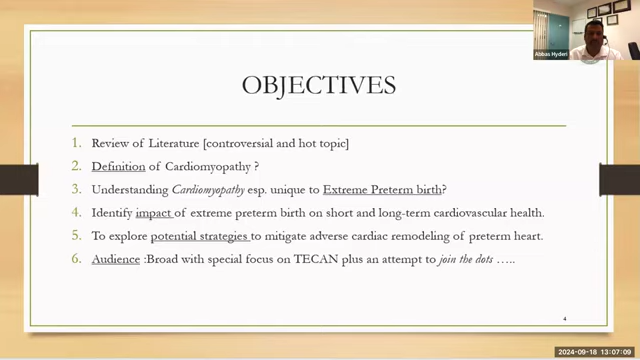 Abbas Hyderi
OBJECTIVES
1. Review of Literature [controversial and hot topic]
2. Definition of Cardiomyopathy ?
3. Understanding Cardiomyopathy esp. unique to Extreme Preterm birth?
4. Identify impact of extreme preterm birth on short and long-term cardiovascular health.
5. To explore potential strategies to mitigate adverse cardiac remodeling of preterm heart.
6. Audience :Broad with special focus on TECAN plus an attempt to join the dots …..
4
2024-09-18 13:07:09